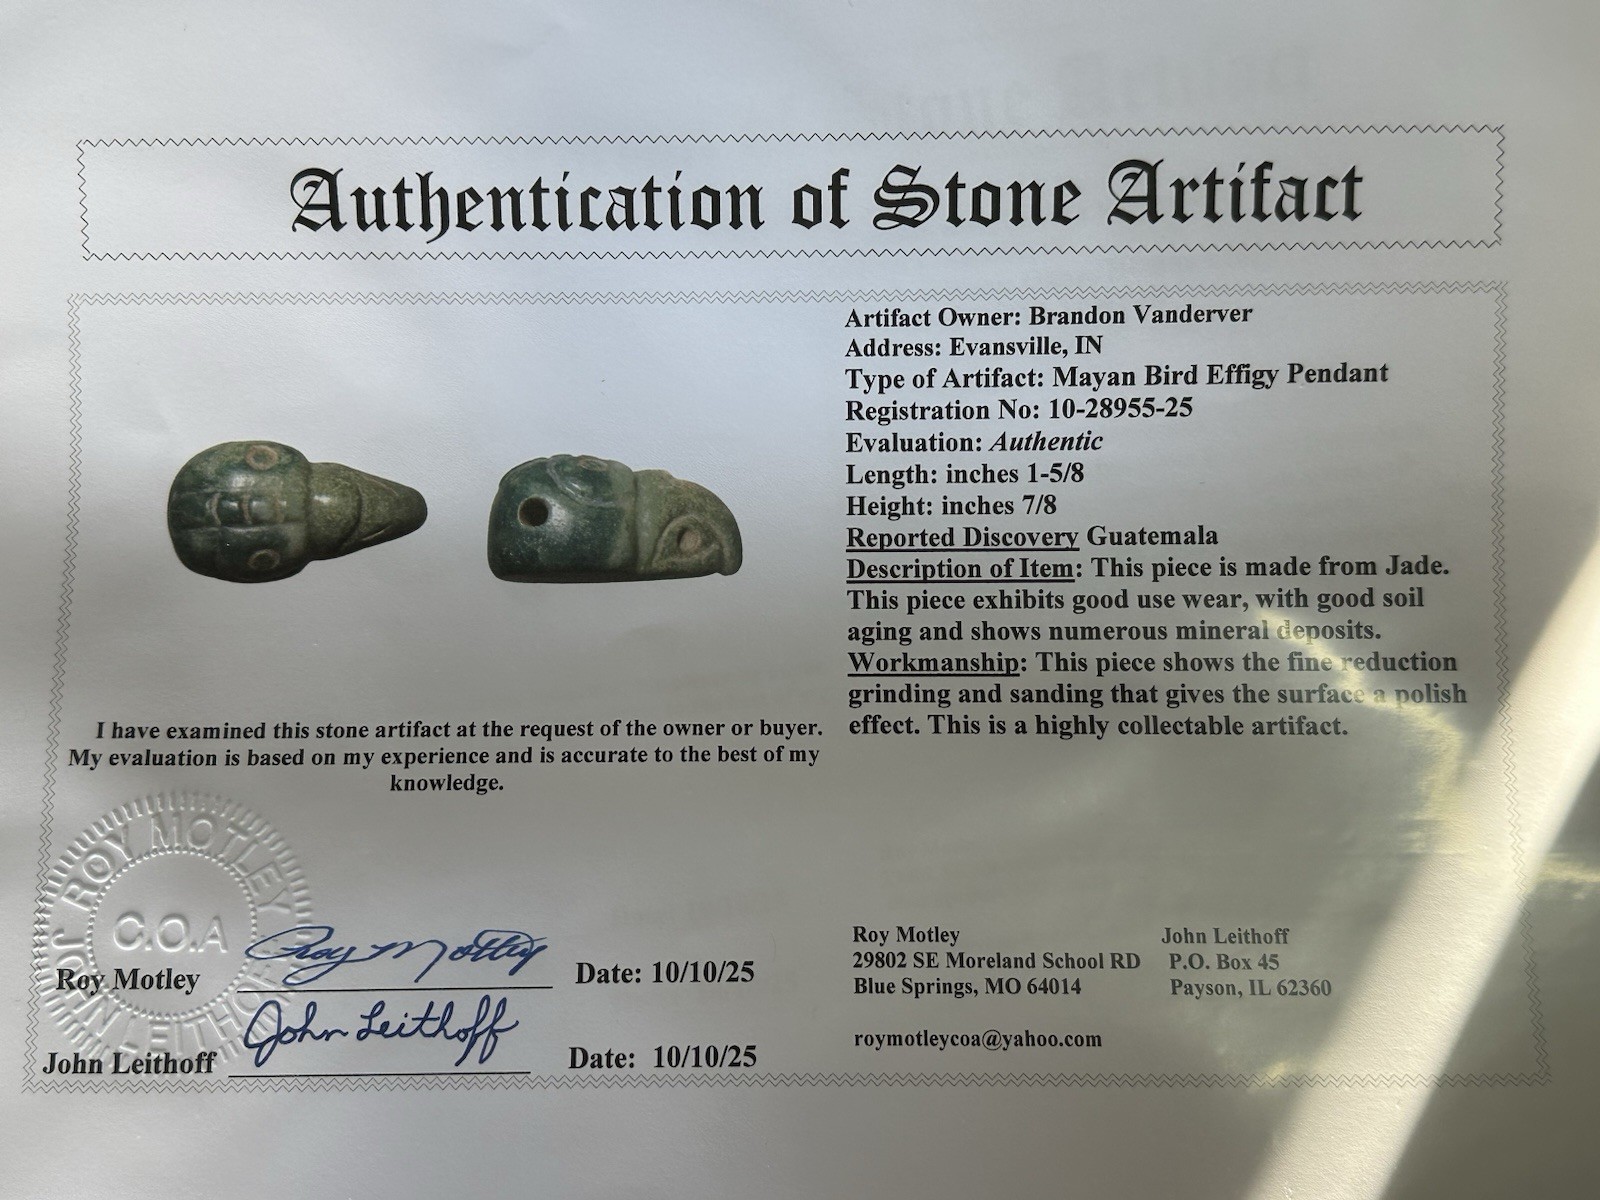 Authentication of Stone Artifact
Artifact Owner: Brandon Vanderver
Address: Evansville, IN
Type of Artifact: Mayan Bird Effigy Pendant
Registration No: 10-28955-25
Evaluation: Authentic
Length: inches 1-5/8
Height: inches 7/8
Reported Discovery Guatemala
Description of Item: This piece is made from Jade.
This piece exhibits good use wear, with good soil
aging and shows numerous mineral deposits.
Workmanship: This piece shows the fine reduction
grinding and sanding that gives the surface a polish
effect. This is a highly collectable artifact.
I have examined this stone artifact at the request of the owner or buyer.
My evaluation is based on my experience and is accurate to the best of my
knowledge.
ROY MOTLEY
C.O.A
JOHN LEITHOFF
Roy Motley Roy Motley Date: 10/10/25
John Leithoff John Leithoff Date: 10/10/25
Roy Motley
29802 SE Moreland School RD
Blue Springs, MO 64014
roymotleycoa@yahoo.com
John Leithoff
P.O. Box 45
Payson, IL 62360